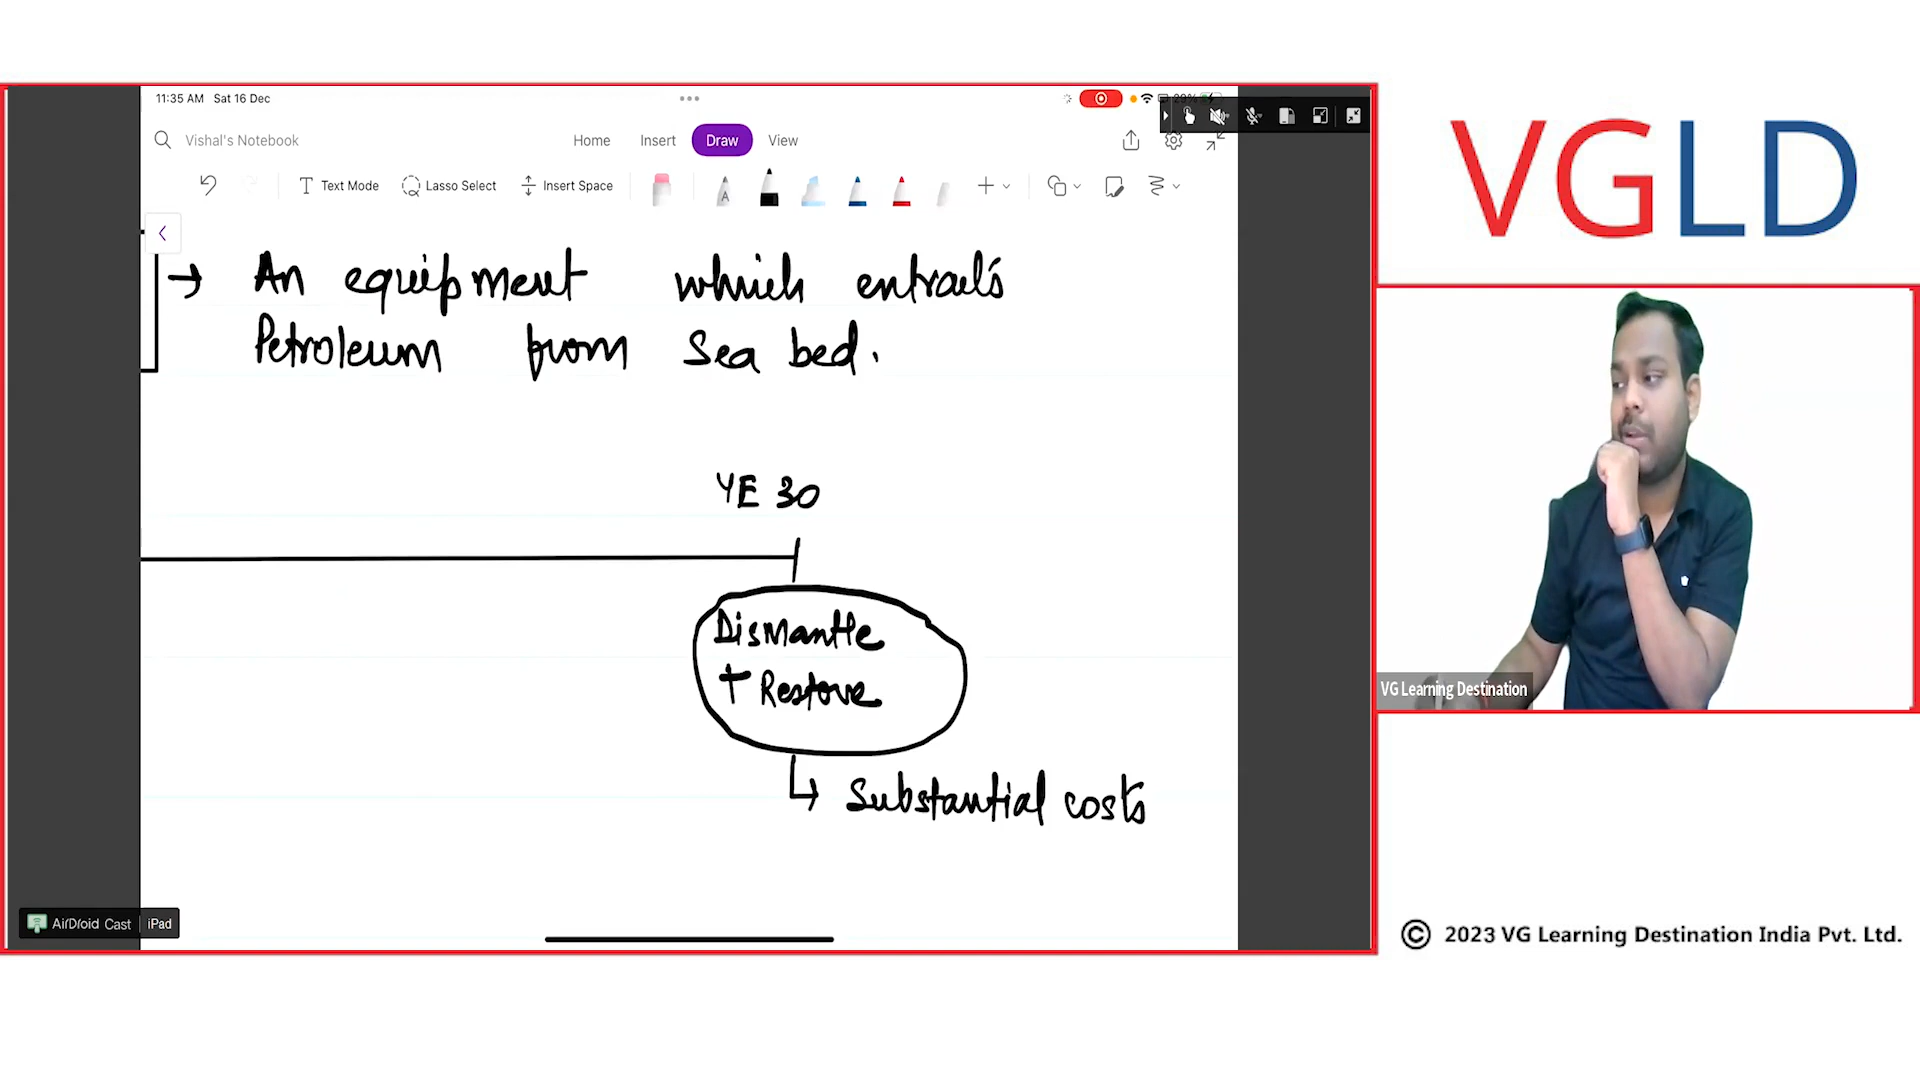 11:35 AM Sat 16 Dec
29%
Vishal's Notebook
Home Insert Draw View
Text Mode Lasso Select Insert Space
→ An equipment which entrails
Petroleum from Sea bed.
YE 30
Dismantle
+ Restore
↳ Substantial costs
AirDroid Cast iPad
VGLD
VG Learning Destination
© 2023 VG Learning Destination India Pvt. Ltd.